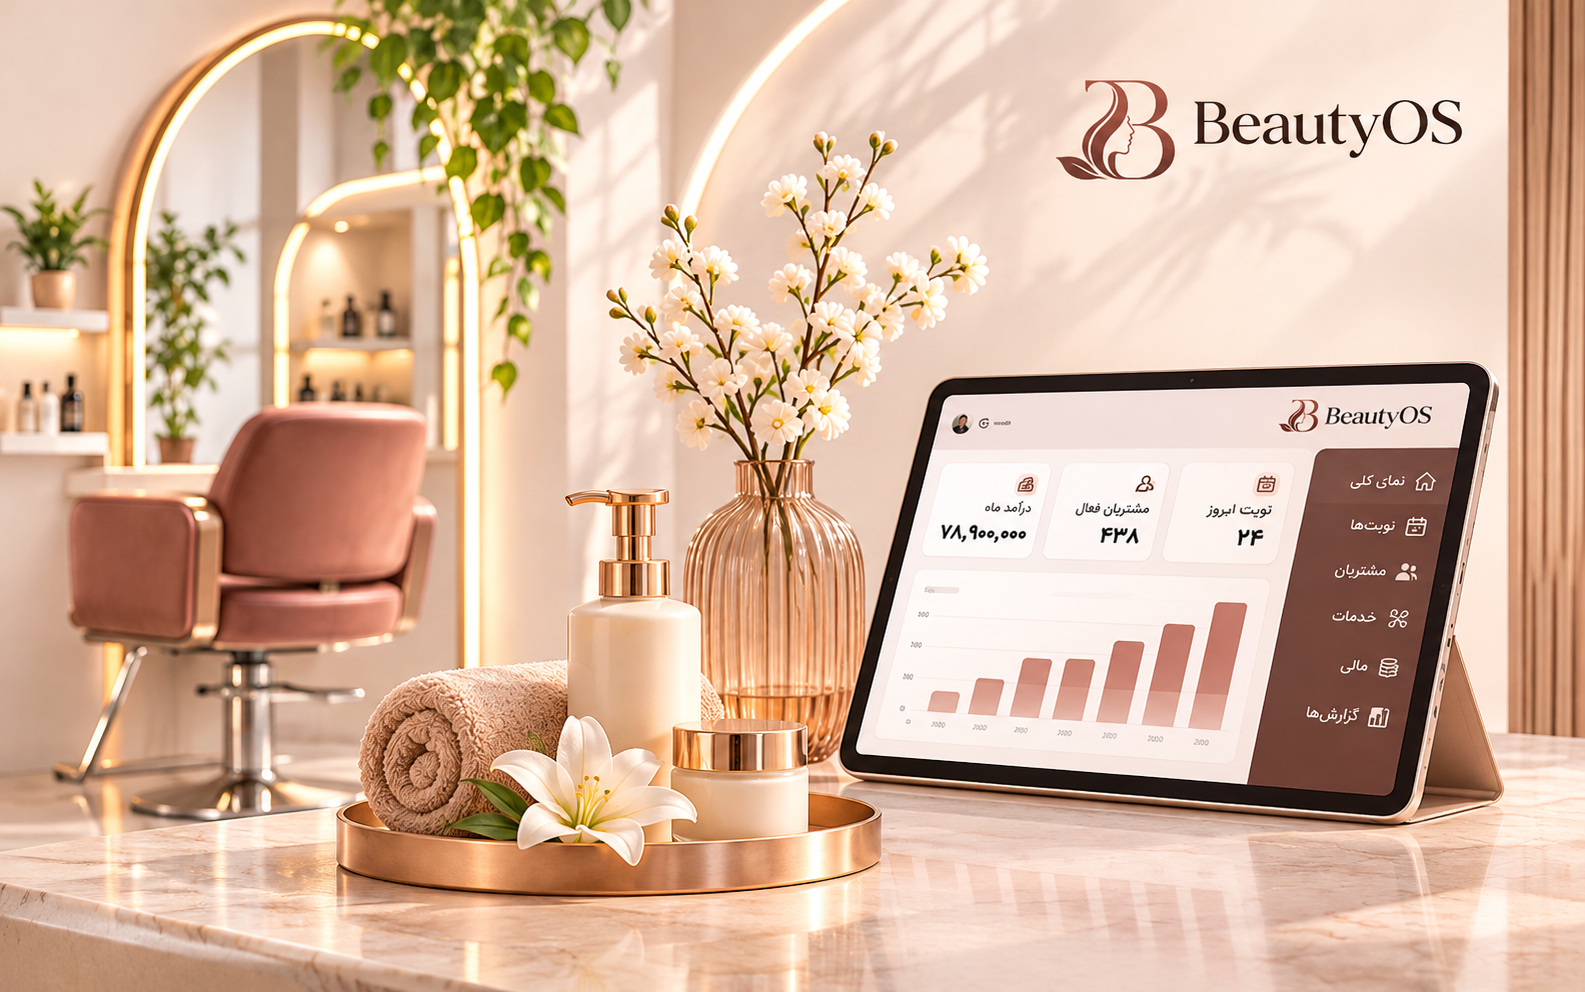 BeautyOS
BeautyOS
نمای کلی
نوبت‌ها
مشتریان
خدمات
مالی
گزارش‌ها
نوبت امروز
۲۴
مشتریان فعال
۴۳۸
درآمد ماه
۷۸,۹۰۰,۰۰۰